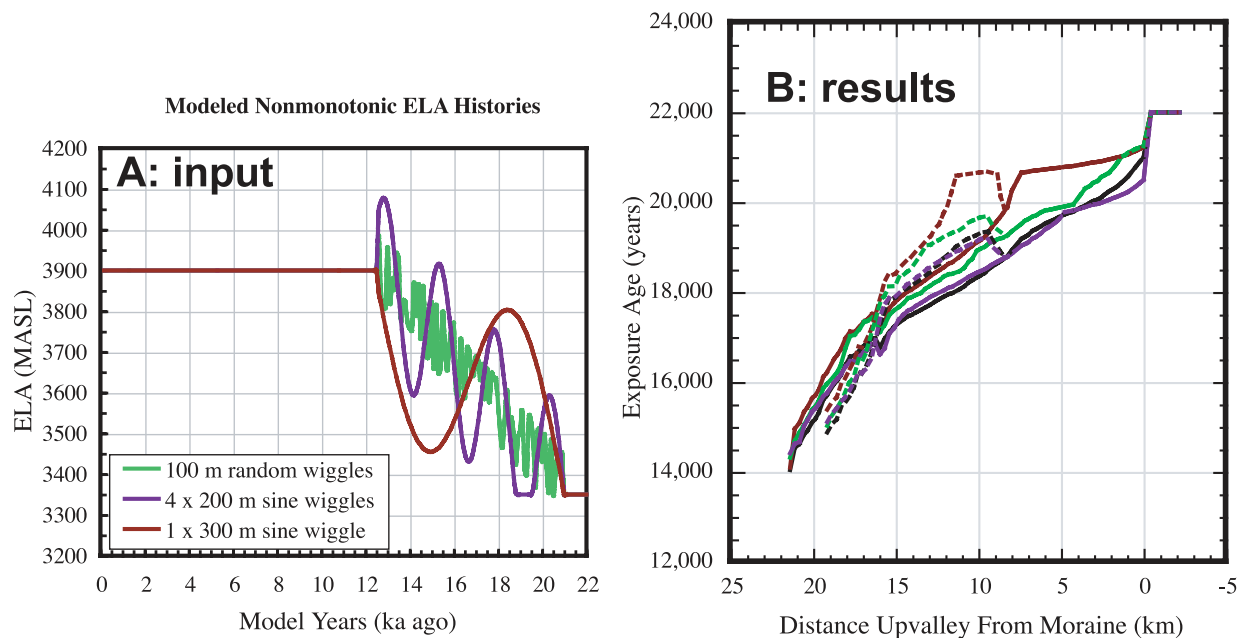 Modeled Nonmonotonic ELA Histories
A: input
4200
4100
4000
3900
3800
3700
3600
3500
3400
3300
3200
ELA (MASL)
100 m random wiggles
4 x 200 m sine wiggles
1 x 300 m sine wiggle
0 2 4 6 8 10 12 14 16 18 20 22
Model Years (ka ago)
B: results
24,000
22,000
20,000
18,000
16,000
14,000
12,000
Exposure Age (years)
25 20 15 10 5 0 -5
Distance Upvalley From Moraine (km)